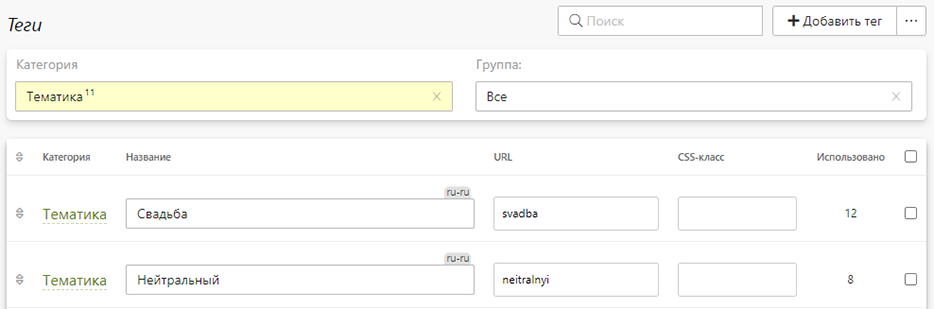 Теги
Поиск
+ Добавить тег ...
Категория Группа:
Тематика 11 Все
Категория Название URL CSS-класс Использовано
ru-ru
Тематика Свадьба svadba 12
ru-ru
Тематика Нейтральный neitralnyi 8